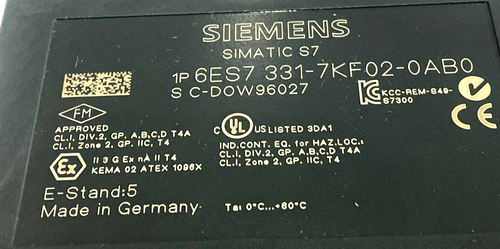 SIEMENS
SIMATIC S7
1P 6ES7 331-7KF02-0AB0
S C-DOW96027
KCC-REM-S49-
S7300
FM
APPROVED
CL.I, DIV.2, GP. A,B,C,D T4A
CL.I, Zone 2, GP. IIC, T4
C UL US LISTED 3DA1
IND.CONT. EQ. for HAZ.LOC.:
CL.I, DIV.2, GP. A,B,C,D T4A
CL.I, Zone 2, GP. IIC, T4
CE
Ex II 3 G Ex nA II T4
KEMA 02 ATEX 1096X
E-Stand:5
Made in Germany
Ta: 0°C...+60°C